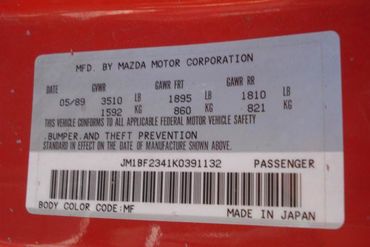 MFD. BY MAZDA MOTOR CORPORATION
DATE GVWR GAWR FRT GAWR RR
05/89 3510 LB 1895 LB 1810 LB
1592 KG 860 KG 821 KG
THIS VEHICLE CONFORMS TO ALL APPLICABLE FEDERAL MOTOR VEHICLE SAFETY
BUMPER.AND THEFT PREVENTION
STANDARD IN EFFECT ON THE DATE OF MANUFACTURE SHOWN ABOVE.
JM1BF2341K0391132 PASSENGER
BODY COLOR CODE:MF MADE IN JAPAN